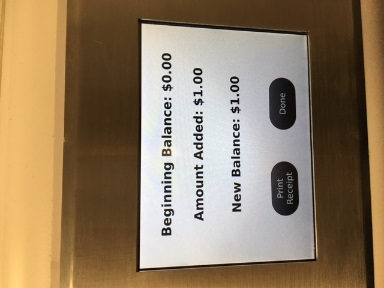 Beginning Balance: $0.00
Amount Added: $1.00
New Balance: $1.00
Print
Receipt
Done